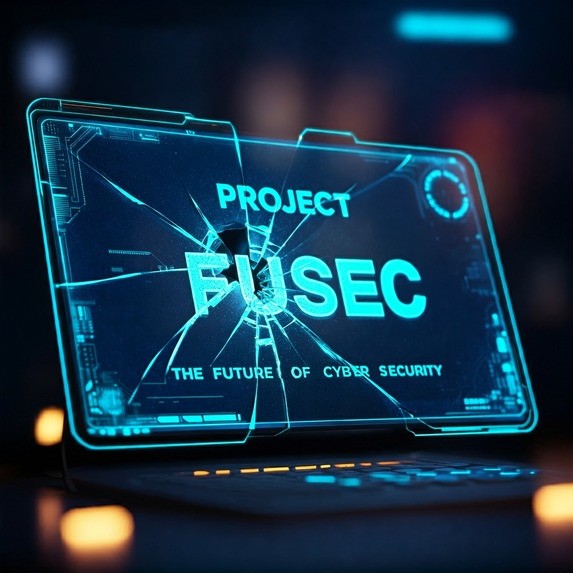 PROJECT
FUSEC
THE FUTURE OF CYBER SECURITY